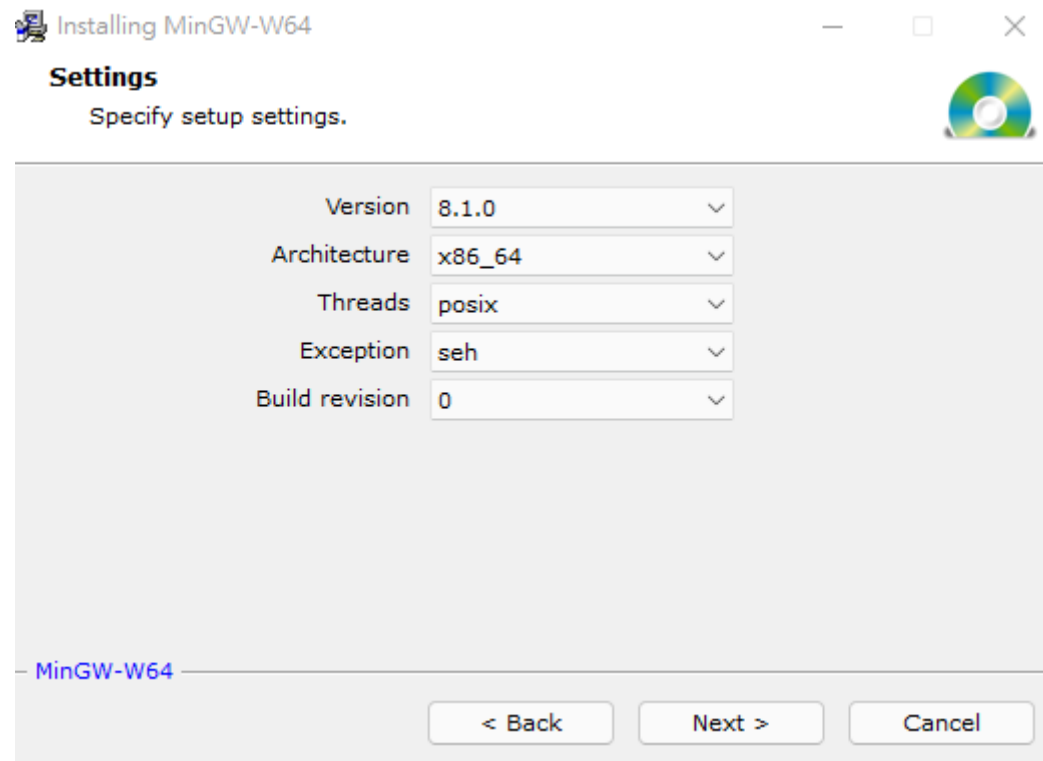 Installing MinGW-W64
Settings
Specify setup settings.
Version 8.1.0
Architecture x86_64
Threads posix
Exception seh
Build revision 0
MinGW-W64
< Back Next > Cancel